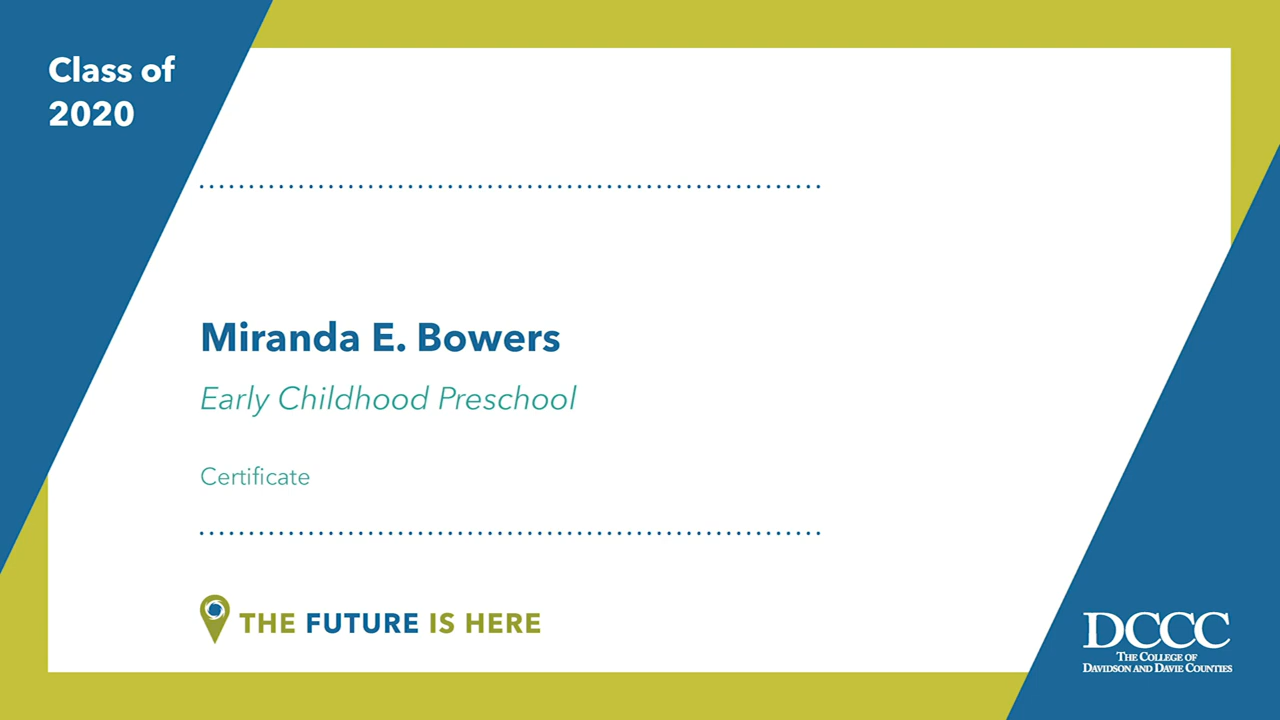 Class of
2020
Miranda E. Bowers
Early Childhood Preschool
Certificate
THE FUTURE IS HERE
DCCC
THE COLLEGE OF
DAVIDSON AND DAVIE COUNTIES